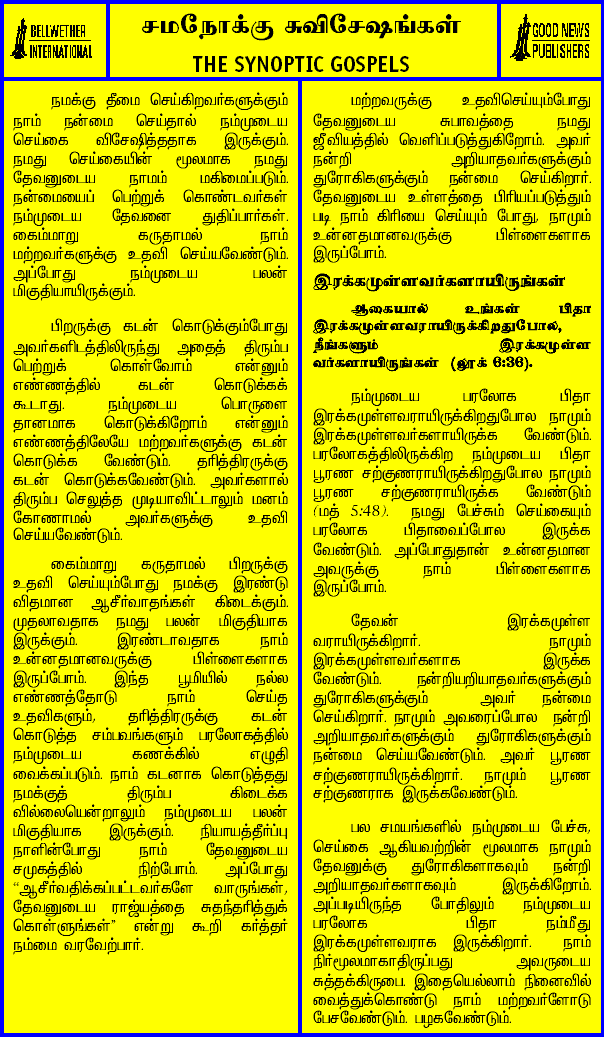 BELLWETHER
INTERNATIONAL
சமநோக்கு சுவிசேஷங்கள்
THE SYNOPTIC GOSPELS
GOOD NEWS
PUBLISHERS
நமக்கு தீமை செய்கிறவர்களுக்கும்
நாம் நன்மை செய்தால் நம்முடைய
செய்கை விசேஷித்ததாக இருக்கும்.
நமது செய்கையின் மூலமாக நமது
தேவனுடைய நாமம் மகிமைப்படும்.
நன்மையைப் பெற்றுக் கொண்டவர்கள்
நம்முடைய தேவனை துதிப்பார்கள்.
கைம்மாறு கருதாமல் நாம்
மற்றவர்களுக்கு உதவி செய்யவேண்டும்.
அப்போது நம்முடைய பலன்
மிகுதியாயிருக்கும்.
பிறருக்கு கடன் கொடுக்கும்போது
அவர்களிடத்திலிருந்து அதைத் திரும்ப
பெற்றுக் கொள்வோம் என்னும்
எண்ணத்தில் கடன் கொடுக்கக்
கூடாது. நம்முடைய பொருளை
தானமாக கொடுக்கிறோம் என்னும்
எண்ணத்திலேயே மற்றவர்களுக்கு கடன்
கொடுக்க வேண்டும். தரித்திரருக்கு
கடன் கொடுக்கவேண்டும். அவர்களால்
திரும்ப செலுத்த முடியாவிட்டாலும் மனம்
கோணாமல் அவர்களுக்கு உதவி
செய்யவேண்டும்.
கைம்மாறு கருதாமல் பிறருக்கு
உதவி செய்யும்போது நமக்கு இரண்டு
விதமான ஆசீர்வாதங்கள் கிடைக்கும்.
முதலாவதாக நமது பலன் மிகுதியாக
இருக்கும். இரண்டாவதாக நாம்
உன்னதமானவருக்கு பிள்ளைகளாக
இருப்போம். இந்த பூமியில் நல்ல
எண்ணத்தோடு நாம் செய்த
உதவிகளும், தரித்திரருக்கு கடன்
கொடுத்த சம்பவங்களும் பரலோகத்தில்
நம்முடைய கணக்கில் எழுதி
வைக்கப்படும். நாம் கடனாக கொடுத்தது
நமக்குத் திரும்ப கிடைக்க
வில்லையென்றாலும் நம்முடைய பலன்
மிகுதியாக இருக்கும். நியாயத்தீர்ப்பு
நாளின்போது நாம் தேவனுடைய
சமுகத்தில் நிற்போம். அப்போது
“ஆசீர்வதிக்கப்பட்டவர்களே வாருங்கள்,
தேவனுடைய ராஜ்யத்தை சுதந்தரித்துக்
கொள்ளுங்கள்” என்று கூறி கர்த்தர்
நம்மை வரவேற்பார்.
மற்றவருக்கு உதவிசெய்யும்போது
தேவனுடைய சுபாவத்தை நமது
ஜீவியத்தில் வெளிப்படுத்துகிறோம். அவர்
நன்றி அறியாதவர்களுக்கும்
துரோகிகளுக்கும் நன்மை செய்கிறார்.
தேவனுடைய உள்ளத்தை பிரியப்படுத்தும்
படி நாம் கிரியை செய்யும் போது, நாமும்
உன்னதமானவருக்கு பிள்ளைகளாக
இருப்போம்.
இரக்கமுள்ளவர்களாயிருங்கள்
ஆகையால் உங்கள் பிதா
இரக்கமுள்ளவராயிருக்கிறதுபோல,
நீங்களும் இரக்கமுள்ள
வர்களாயிருங்கள் (லூக் 6:36).
நம்முடைய பரலோக பிதா
இரக்கமுள்ளவராயிருக்கிறதுபோல நாமும்
இரக்கமுள்ளவர்களாயிருக்க வேண்டும்.
பரலோகத்திலிருக்கிற நம்முடைய பிதா
பூரண சற்குணராயிருக்கிறதுபோல நாமும்
பூரண சற்குணராயிருக்க வேண்டும்
(மத் 5:48). நமது பேச்சும் செய்கையும்
பரலோக பிதாவைப்போல இருக்க
வேண்டும். அப்போதுதான் உன்னதமான
அவருக்கு நாம் பிள்ளைகளாக
இருப்போம்.
தேவன் இரக்கமுள்ள
வராயிருக்கிறார். நாமும்
இரக்கமுள்ளவர்களாக இருக்க
வேண்டும். நன்றியறியாதவர்களுக்கும்
துரோகிகளுக்கும் அவர் நன்மை
செய்கிறார். நாமும் அவரைப்போல நன்றி
அறியாதவர்களுக்கும் துரோகிகளுக்கும்
நன்மை செய்யவேண்டும். அவர் பூரண
சற்குணராயிருக்கிறார். நாமும் பூரண
சற்குணராக இருக்கவேண்டும்.
பல சமயங்களில் நம்முடைய பேச்சு,
செய்கை ஆகியவற்றின் மூலமாக நாமும்
தேவனுக்கு துரோகிகளாகவும் நன்றி
அறியாதவர்களாகவும் இருக்கிறோம்.
அப்படியிருந்த போதிலும் நம்முடைய
பரலோக பிதா நம்மீது
இரக்கமுள்ளவராக இருக்கிறார். நாம்
நிர்மூலமாகாதிருப்பது அவருடைய
சுத்தக்கிருபை. இதையெல்லாம் நினைவில்
வைத்துக்கொண்டு நாம் மற்றவர்ளோடு
பேசவேண்டும். பழகவேண்டும்.